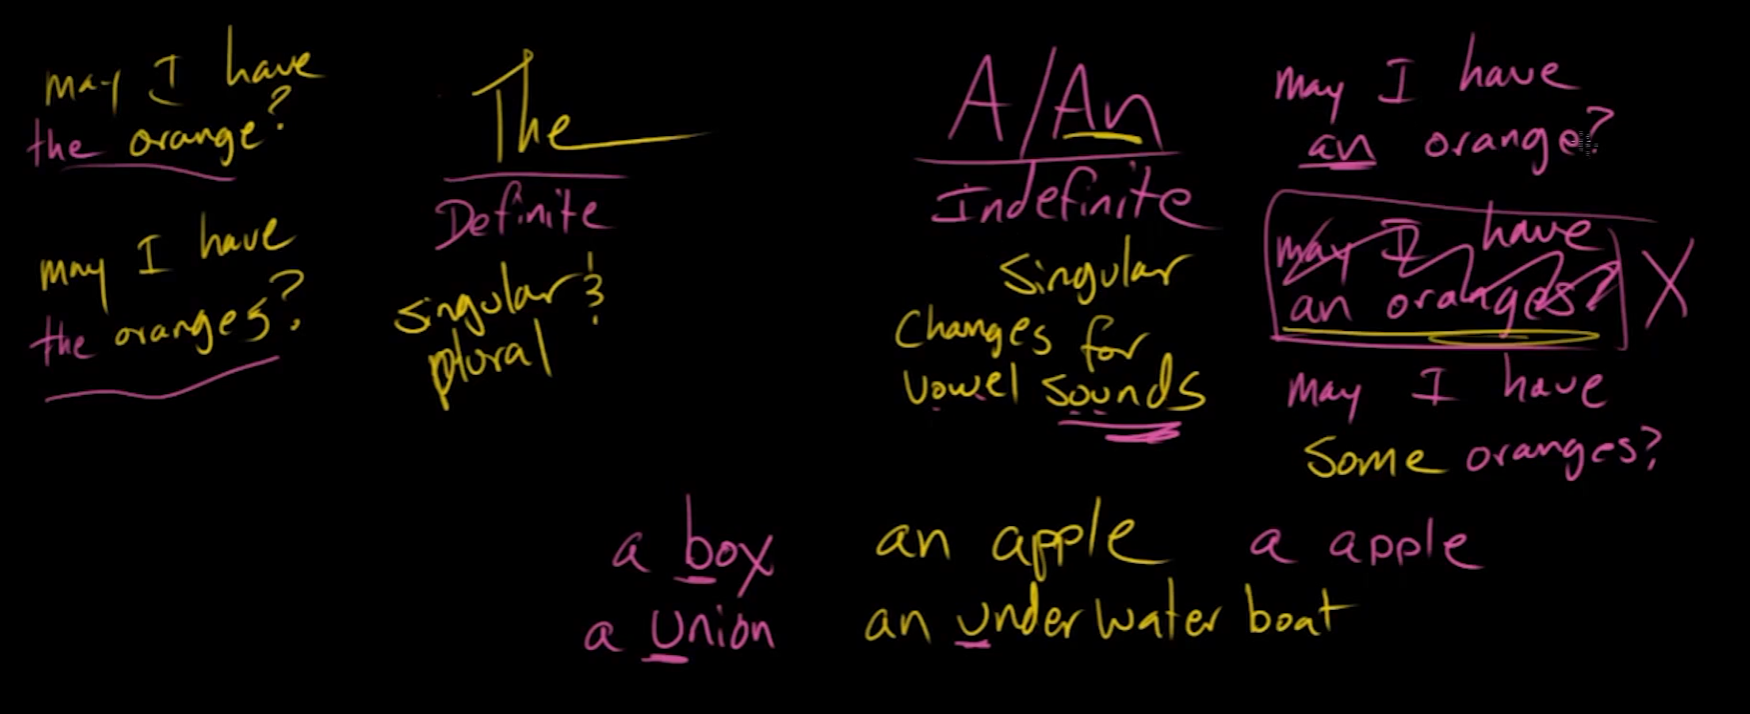 may I have
the orange?
may I have
the oranges?
The
Definite
singular &
plural
A/An
Indefinite
Singular
Changes for
vowel sounds
may I have
an orange?
may I have
an oranges?
X
may I have
some oranges?
a box
an apple
a apple
a union
an underwater boat